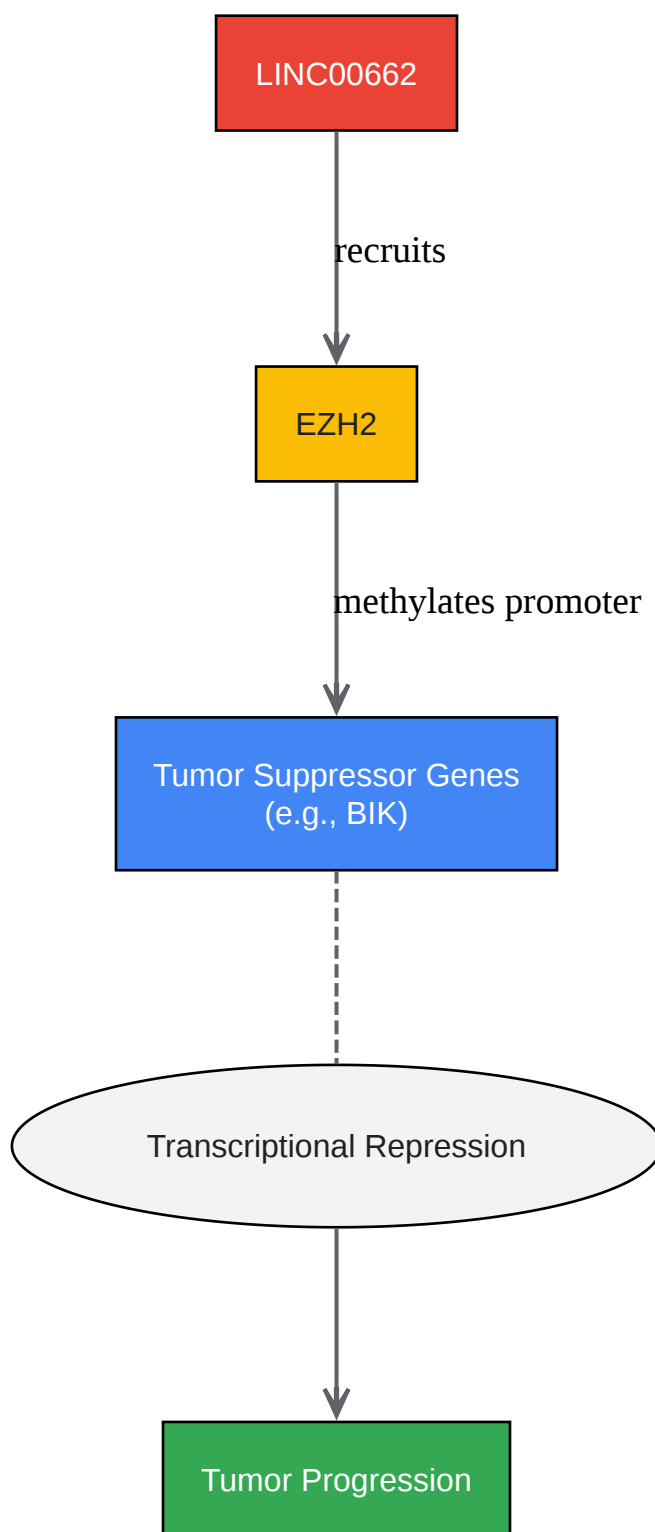 LINC00662
recruits
EZH2
methylates promoter
Tumor Suppressor Genes
(e.g., BIK)
Transcriptional Repression
Tumor Progression